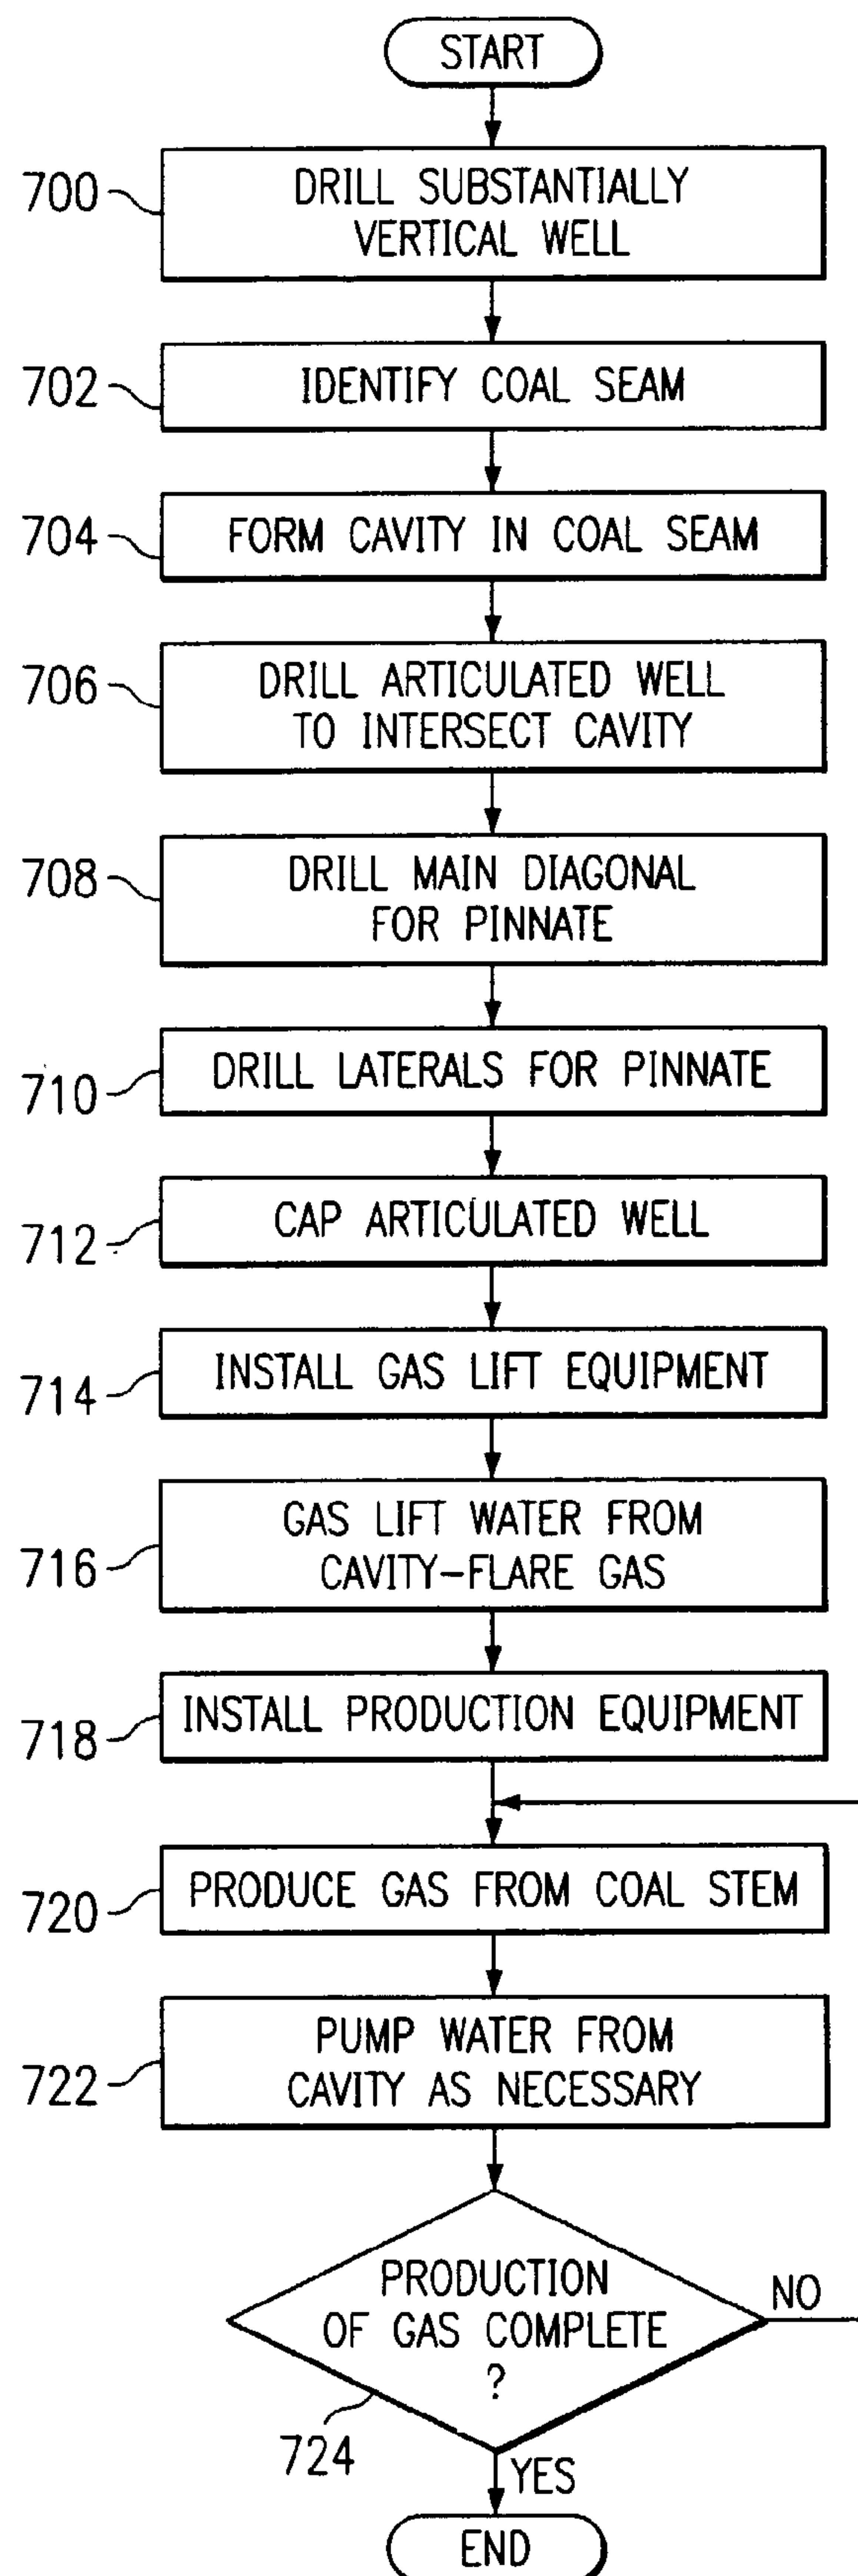 START
700
DRILL SUBSTANTIALLY
VERTICAL WELL
702
IDENTIFY COAL SEAM
704
FORM CAVITY IN COAL SEAM
706
DRILL ARTICULATED WELL
TO INTERSECT CAVITY
708
DRILL MAIN DIAGONAL
FOR PINNATE
710
DRILL LATERALS FOR PINNATE
712
CAP ARTICULATED WELL
714
INSTALL GAS LIFT EQUIPMENT
716
GAS LIFT WATER FROM
CAVITY-FLARE GAS
718
INSTALL PRODUCTION EQUIPMENT
720
PRODUCE GAS FROM COAL STEM
722
PUMP WATER FROM
CAVITY AS NECESSARY
PRODUCTION
OF GAS COMPLETE
?
NO
724
YES
END